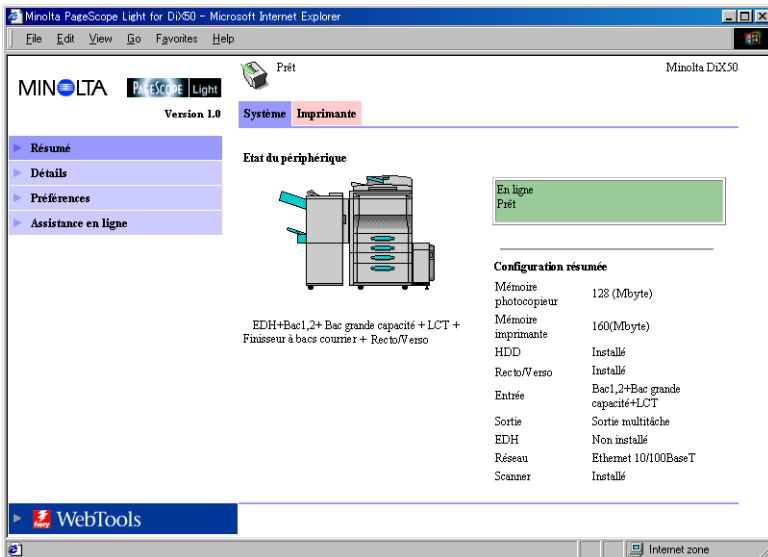 Minolta PageScope Light for DiX50 - Microsoft Internet Explorer
File Edit View Go Favorites Help
MINOLTA PAGESCOPE Light
Version 1.0
Prêt
Minolta DiX50
Système Imprimante
Résumé
Détails
Préférences
Assistance en ligne
Etat du périphérique
EDH+Bac1,2+ Bac grande capacité + LCT +
Finisseur à bacs courrier + Recto/Verso
En ligne
Prêt
Configuration résumée
Mémoire
photocopieur 128 (Mbyte)
Mémoire
imprimante 160(Mbyte)
HDD Installé
Recto/Verso Installé
Entrée Bac1,2+Bac grande
capacité+LCT
Sortie Sortie multitâche
EDH Non installé
Réseau Ethernet 10/100BaseT
Scanner Installé
fiery WebTools
Internet zone